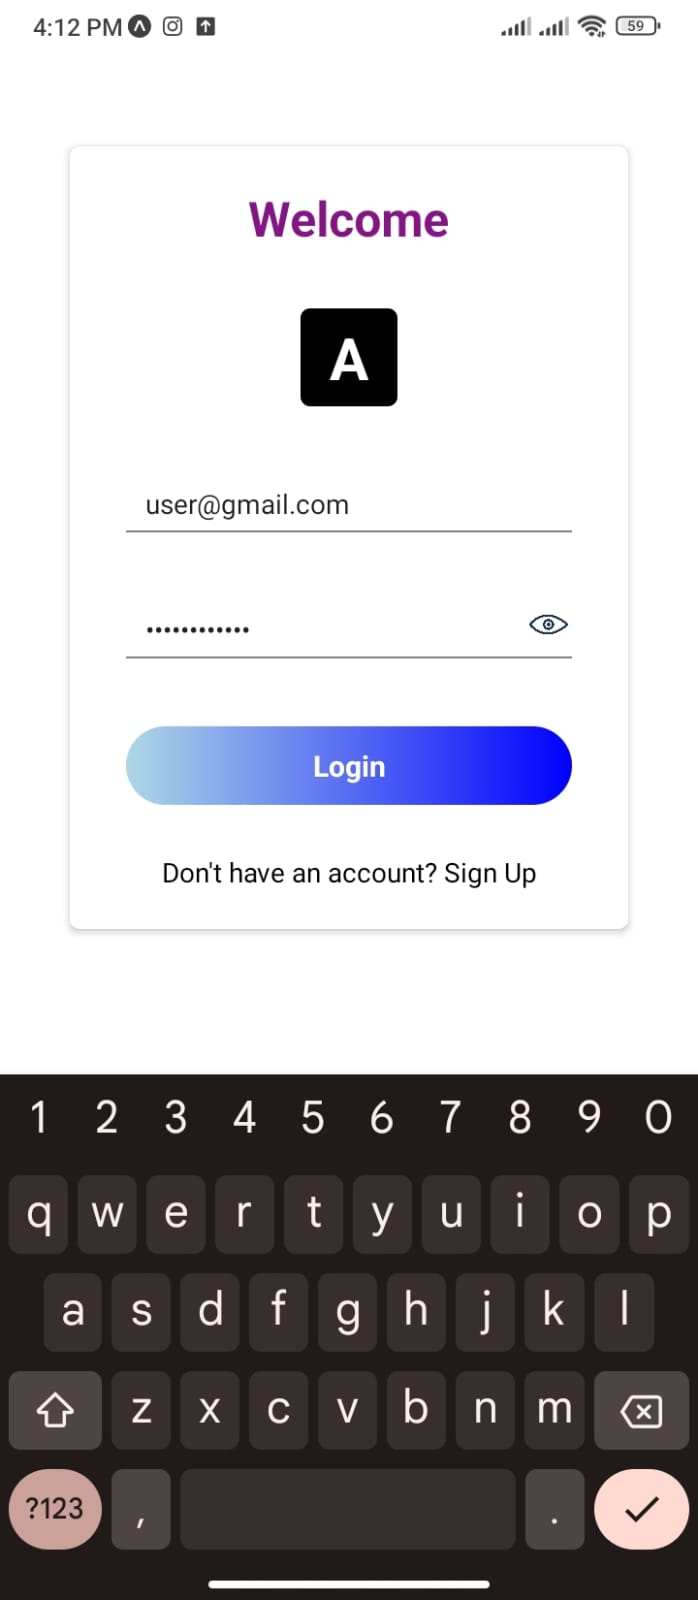 4:12 PM
59
Welcome
A
user@gmail.com
••••••••••••
Login
Don't have an account? Sign Up
1 2 3 4 5 6 7 8 9 0
q w e r t y u i o p
a s d f g h j k l
z x c v b n m
?123 , .